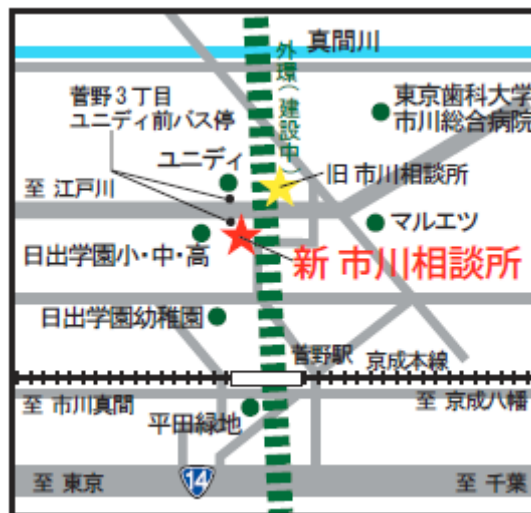 真間川
外環(建設中)
東京歯科大学
市川総合病院
菅野3丁目
ユニディ前バス停
ユニディ
旧 市川相談所
至 江戸川
マルエツ
日出学園小・中・高
新 市川相談所
日出学園幼稚園
菅野駅
京成本線
至 市川真間
至 京成八幡
平田緑地
至 東京
14
至 千葉